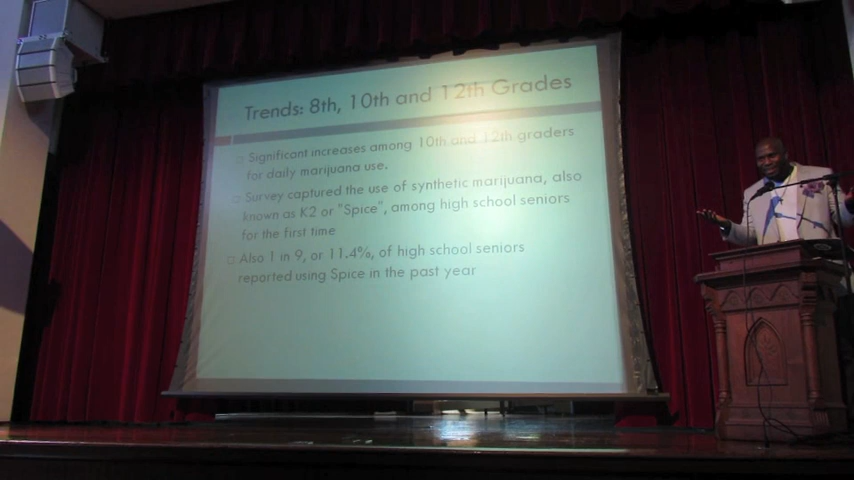 Trends: 8th, 10th and 12th Grades
Significant increases among 10th and 12th graders
for daily marijuana use.
Survey captured the use of synthetic marijuana, also
known as K2 or "Spice", among high school seniors
for the first time
Also 1 in 9, or 11.4%, of high school seniors
reported using Spice in the past year